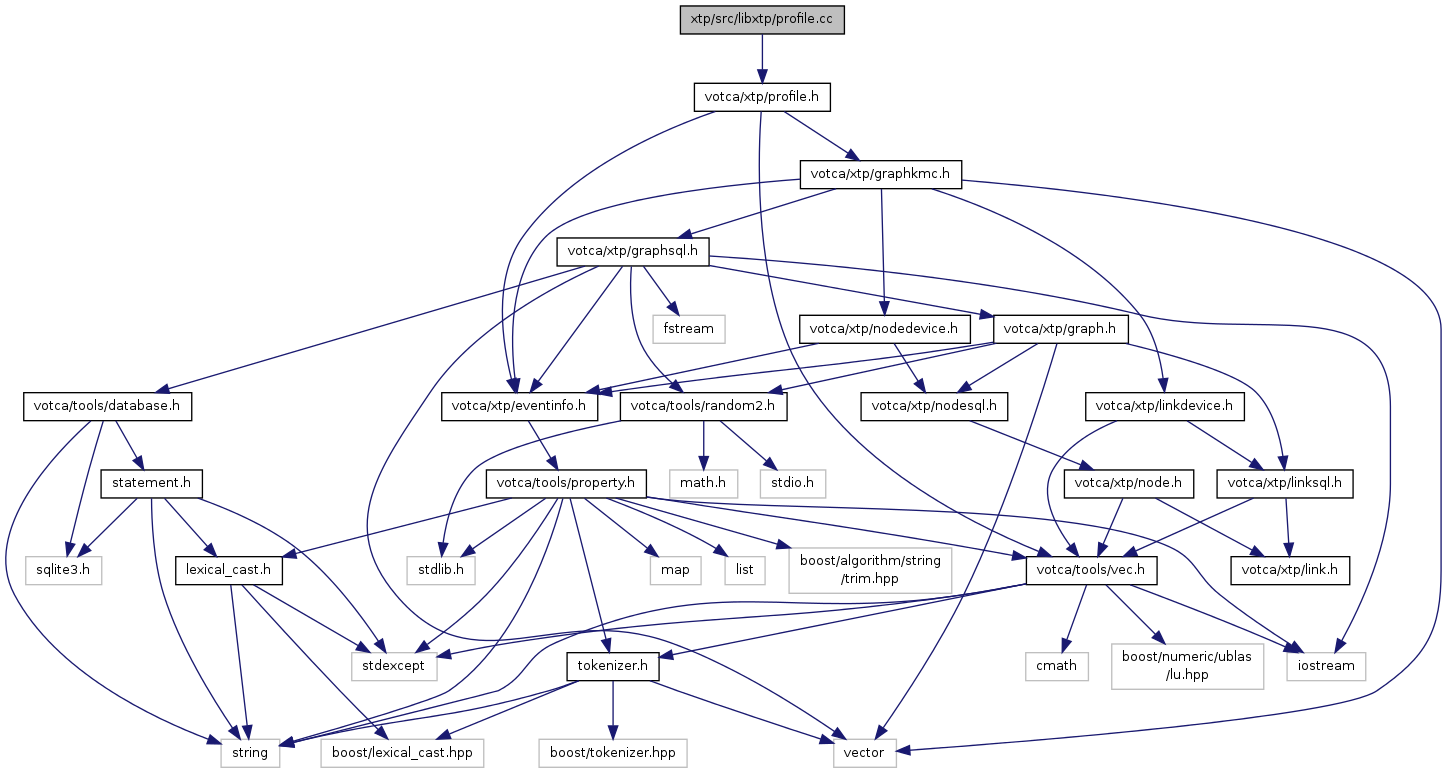 xtp/src/libxtp/profile.cc
votca/xtp/profile.h
votca/xtp/graphkmc.h
votca/xtp/graphsql.h
fstream
votca/xtp/nodedevice.h
votca/xtp/graph.h
votca/tools/database.h
votca/xtp/eventinfo.h
votca/tools/random2.h
votca/xtp/nodesql.h
votca/xtp/linkdevice.h
statement.h
votca/tools/property.h
math.h
stdio.h
votca/xtp/node.h
votca/xtp/linksql.h
sqlite3.h
lexical_cast.h
stdlib.h
map
list
boost/algorithm/string
/trim.hpp
votca/tools/vec.h
votca/xtp/link.h
stdexcept
tokenizer.h
cmath
boost/numeric/ublas
/lu.hpp
iostream
string
boost/lexical_cast.hpp
boost/tokenizer.hpp
vector